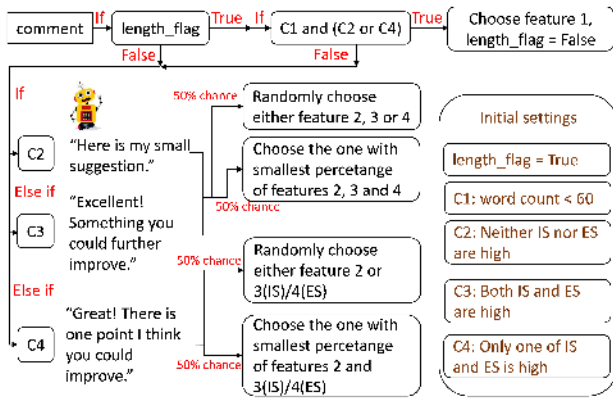 comment
If
length_flag
True
If
C1 and (C2 or C4)
True
Choose feature 1,
length_flag = False
False
False
If
C2
"Here is my small
suggestion."
Else if
C3
"Excellent!
Something you
could further
improve."
Else if
C4
"Great! There is
one point I think
you could
improve."
50% chance
Randomly choose
either feature 2, 3 or 4
50% chance
Choose the one with
smallest percetange
of features 2, 3 and 4
50% chance
Randomly choose
either feature 2 or
3(IS)/4(ES)
50% chance
Choose the one with
smallest percetange
of features 2 and
3(IS)/4(ES)
Initial settings
length_flag = True
C1: word count < 60
C2: Neither IS nor ES
are high
C3: Both IS and ES
are high
C4: Only one of IS
and ES is high